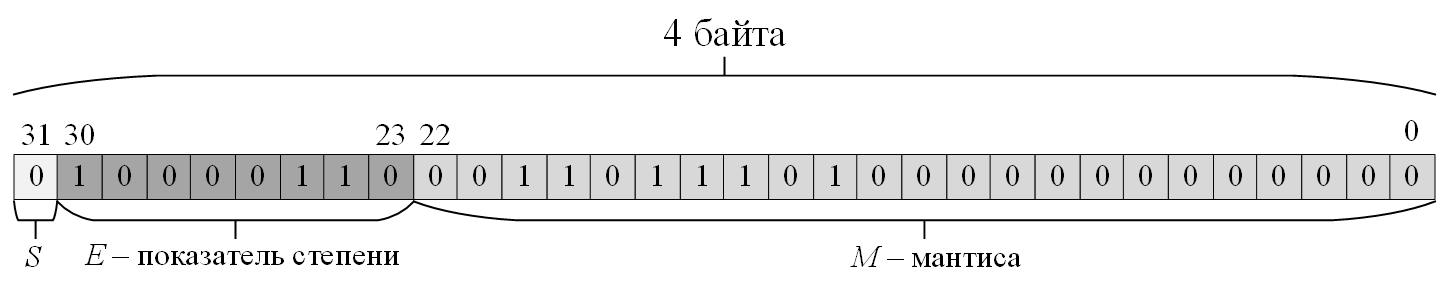 4 байта
31 30 23 22 0
0 1 0 0 0 0 1 1 0 0 0 1 1 0 1 1 1 0 1 0 0 0 0 0 0 0 0 0 0 0 0 0
S E – показатель степени M – мантиса